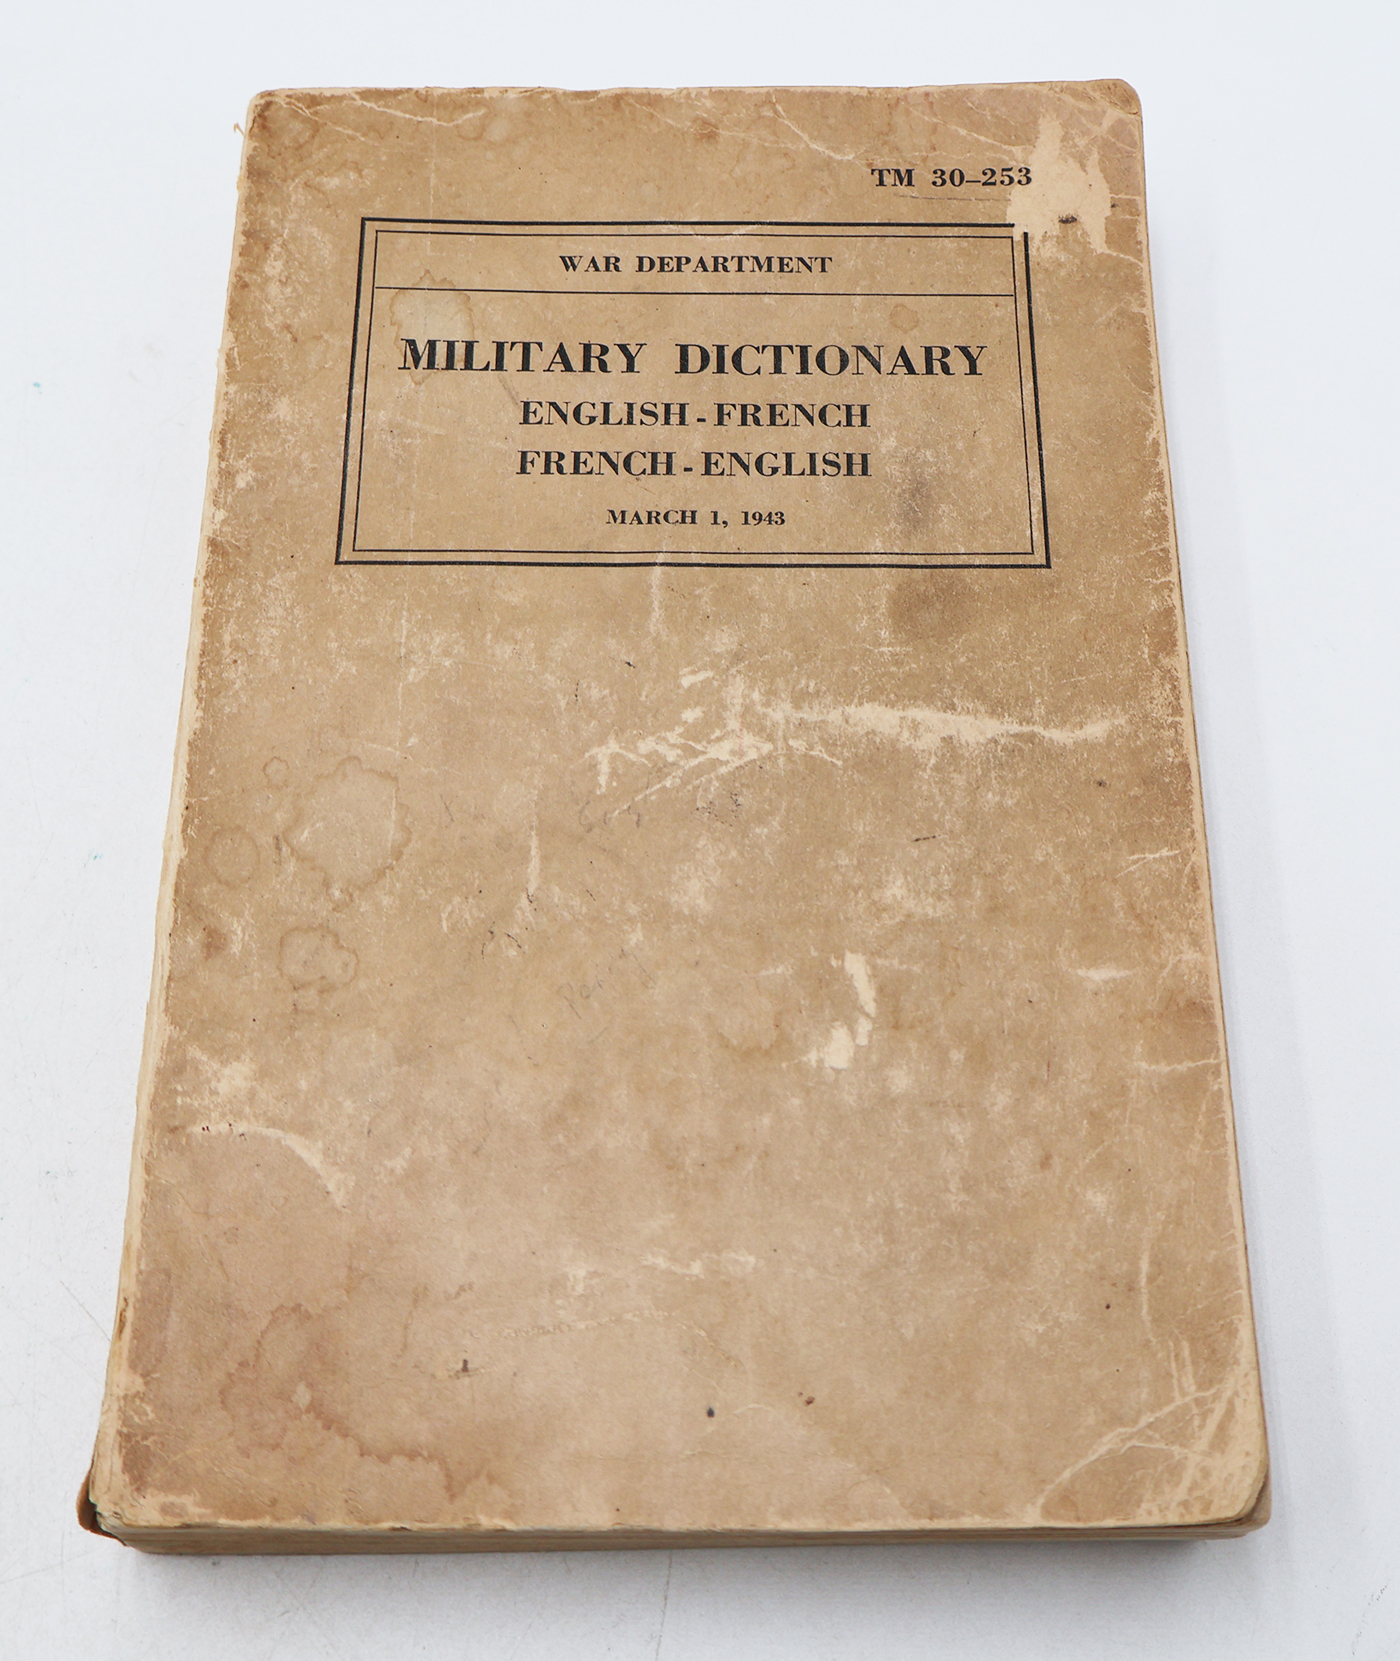 TM 30–253
WAR DEPARTMENT
MILITARY DICTIONARY
ENGLISH - FRENCH
FRENCH - ENGLISH
MARCH 1, 1943